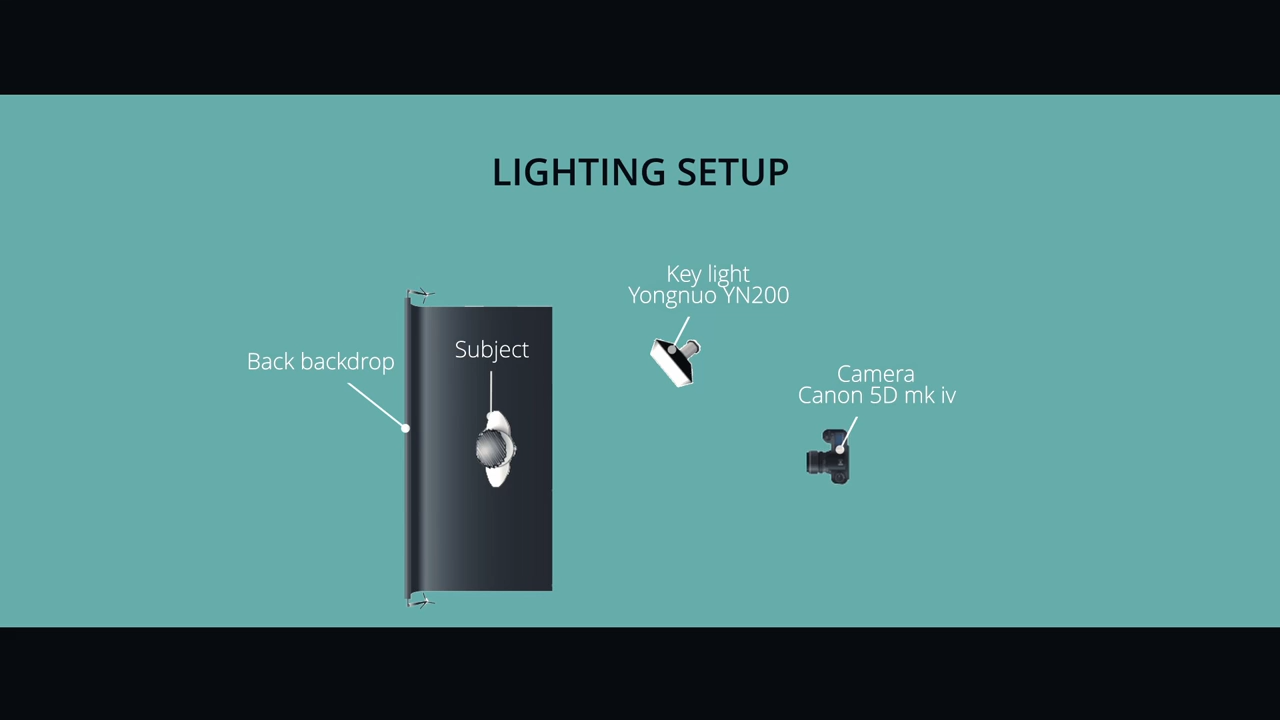 LIGHTING SETUP
Key light
Yongnuo YN200
Subject
Back backdrop
Camera
Canon 5D mk iv